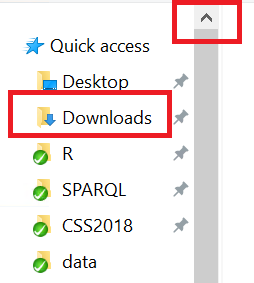 Quick access
Desktop
Downloads
R
SPARQL
CSS2018
data